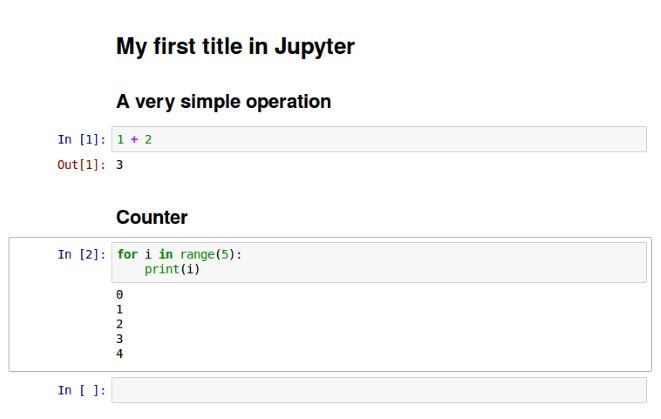 My first title in Jupyter
A very simple operation
In [1]: 1 + 2
Out[1]: 3
Counter
In [2]: for i in range(5):
    print(i)
0
1
2
3
4
In [ ]: